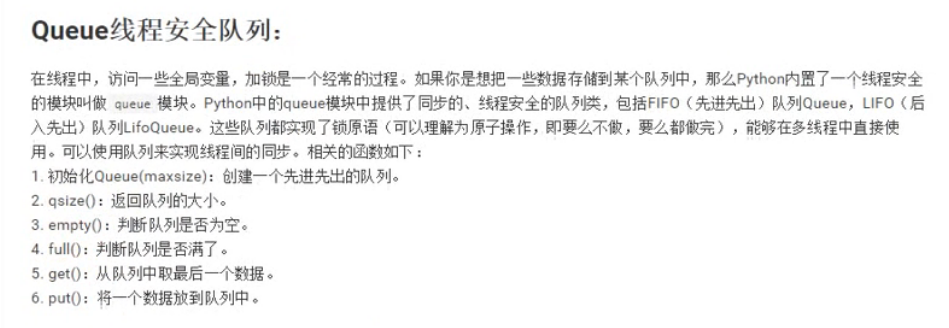 Queue线程安全队列：
在线程中，访问一些全局变量，加锁是一个经常的过程。如果你是想把一些数据存储到某个队列中，那么Python内置了一个线程安全
的模块叫做 queue 模块。Python中的queue模块中提供了同步的、线程安全的队列类，包括FIFO（先进先出）队列Queue，LIFO（后
入先出）队列LifoQueue。这些队列都实现了锁原语（可以理解为原子操作，即要么不做，要么都做完），能够在多线程中直接使
用。可以使用队列来实现线程间的同步。相关的函数如下：
1. 初始化Queue(maxsize)：创建一个先进先出的队列。
2. qsize()：返回队列的大小。
3. empty()：判断队列是否为空。
4. full()：判断队列是否满了。
5. get()：从队列中取最后一个数据。
6. put()：将一个数据放到队列中。